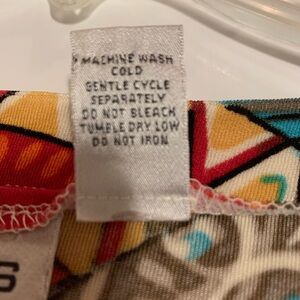 MACHINE WASH
COLD
GENTLE CYCLE
SEPARATELY
DO NOT BLEACH
TUMBLE DRY LOW
DO NOT IRON
S